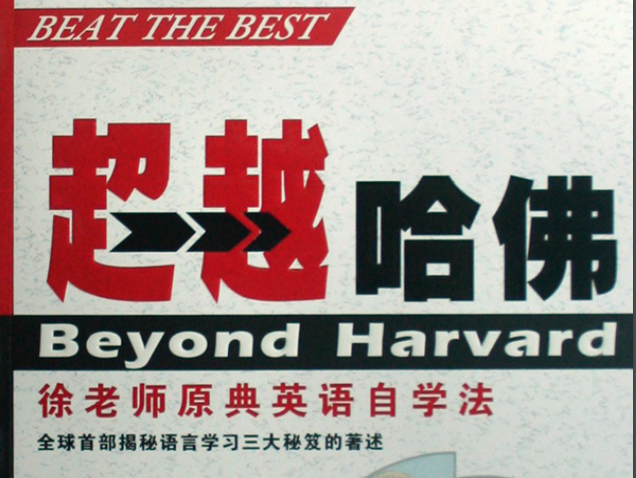 BEAT THE BEST
超越哈佛
Beyond Harvard
徐老师原典英语自学法
全球首部揭秘语言学习三大秘笈的著述